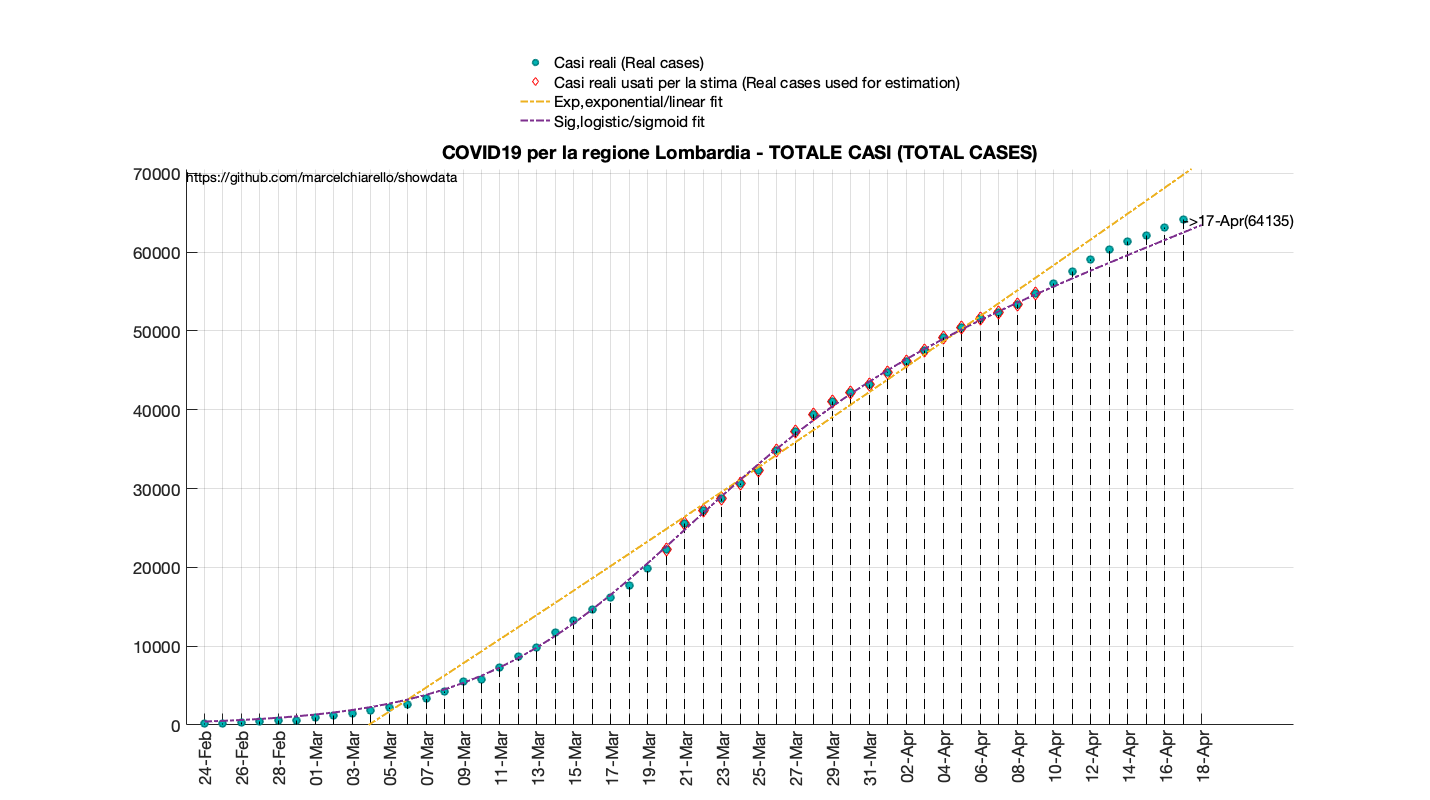 Casi reali (Real cases)
Casi reali usati per la stima (Real cases used for estimation)
Exp,exponential/linear fit
Sig,logistic/sigmoid fit
COVID19 per la regione Lombardia - TOTALE CASI (TOTAL CASES)
70000
https://github.com/marcelchiarello/showdata
->17-Apr(64135)
60000
50000
40000
30000
20000
10000
0
24-Feb
26-Feb
28-Feb
01-Mar
03-Mar
05-Mar
07-Mar
09-Mar
11-Mar
13-Mar
15-Mar
17-Mar
19-Mar
21-Mar
23-Mar
25-Mar
27-Mar
29-Mar
31-Mar
02-Apr
04-Apr
06-Apr
08-Apr
10-Apr
12-Apr
14-Apr
16-Apr
18-Apr